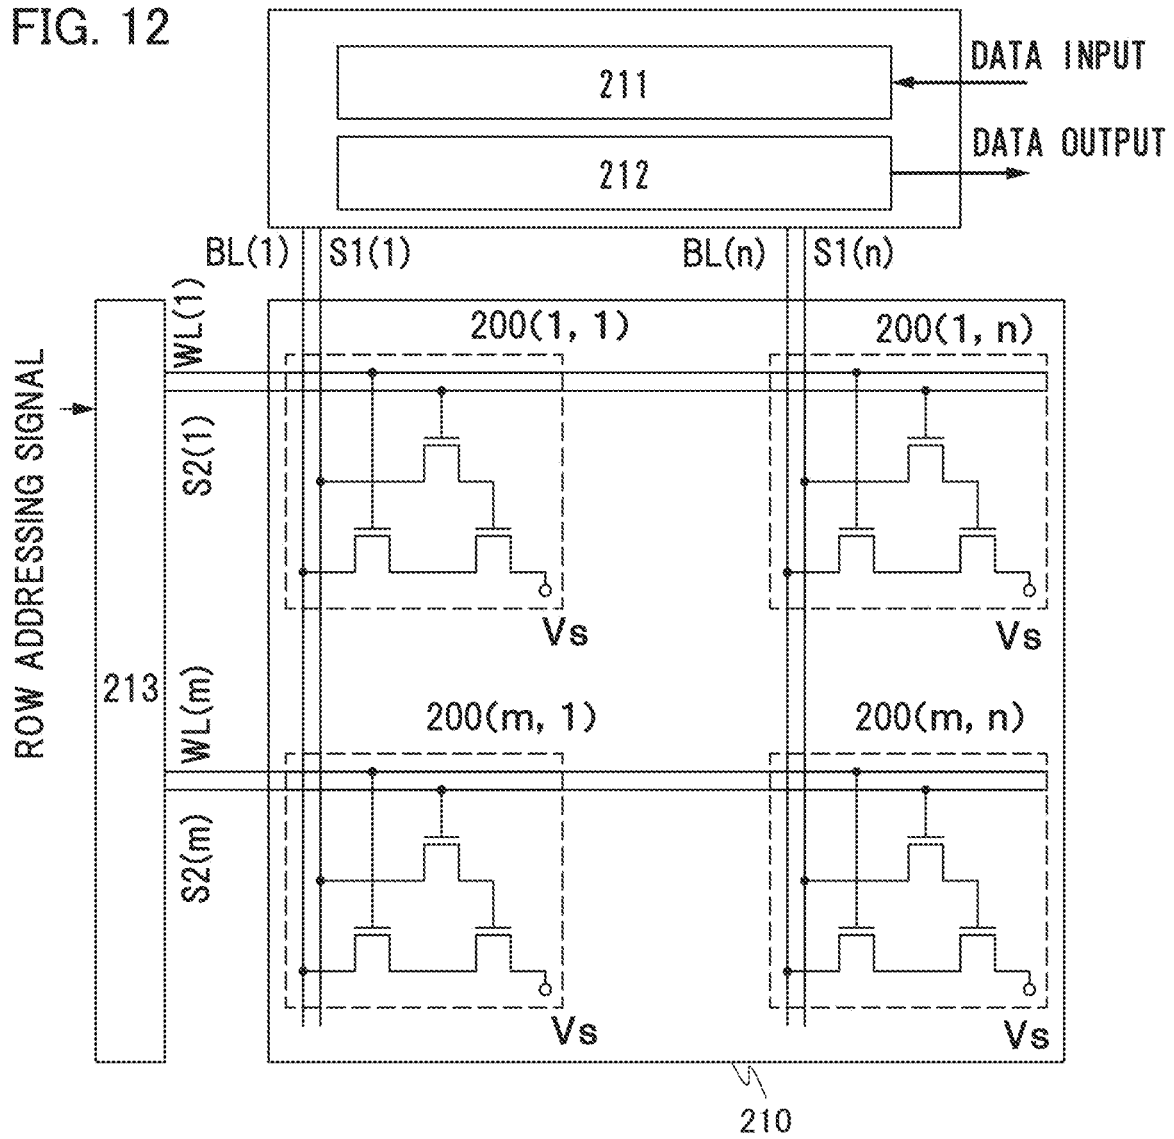 FIG. 12
211
DATA INPUT
212
DATA OUTPUT
BL(1)
S1(1)
BL(n)
S1(n)
WL(1)
200(1, 1)
200(1, n)
ROW ADDRESSING SIGNAL
S2(1)
Vs
Vs
213
WL(m)
200(m, 1)
200(m, n)
S2(m)
Vs
Vs
210